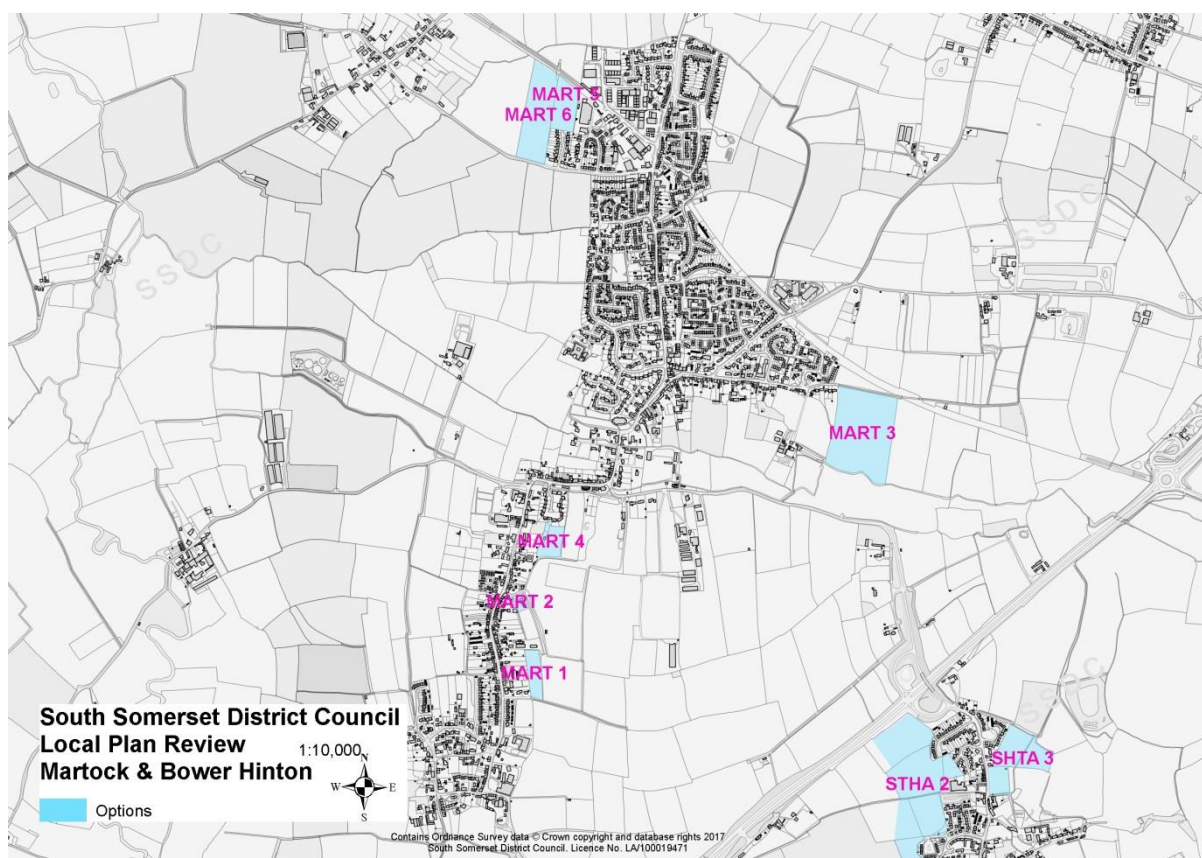 MART 5
MART 6
SSDC
SSDC
MART 3
MART 4
MART 2
MART 1
SSDC
SHTA 3
STHA 2
South Somerset District Council
Local Plan Review
1:10,000
Martock & Bower Hinton
N
W E
S
Options
Contains Ordnance Survey data © Crown copyright and database rights 2017
South Somerset District Council. Licence No. LA/100019471